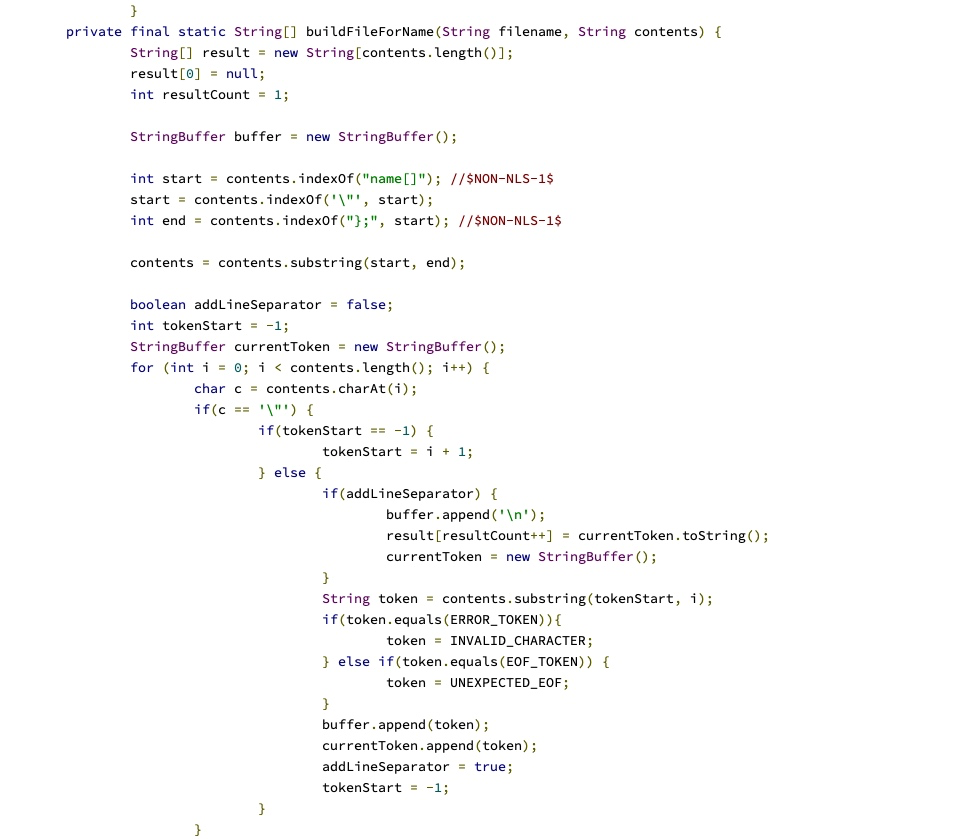 }
private final static String[] buildFileForName(String filename, String contents) {
String[] result = new String[contents.length()];
result[0] = null;
int resultCount = 1;
StringBuffer buffer = new StringBuffer();
int start = contents.indexOf("name[]"); //$NON-NLS-1$
start = contents.indexOf('\"', start);
int end = contents.indexOf("};", start); //$NON-NLS-1$
contents = contents.substring(start, end);
boolean addLineSeparator = false;
int tokenStart = -1;
StringBuffer currentToken = new StringBuffer();
for (int i = 0; i < contents.length(); i++) {
char c = contents.charAt(i);
if(c == '\"') {
if(tokenStart == -1) {
tokenStart = i + 1;
} else {
if(addLineSeparator) {
buffer.append('\n');
result[resultCount++] = currentToken.toString();
currentToken = new StringBuffer();
}
String token = contents.substring(tokenStart, i);
if(token.equals(ERROR_TOKEN)){
token = INVALID_CHARACTER;
} else if(token.equals(EOF_TOKEN)) {
token = UNEXPECTED_EOF;
}
buffer.append(token);
currentToken.append(token);
addLineSeparator = true;
tokenStart = -1;
}
}